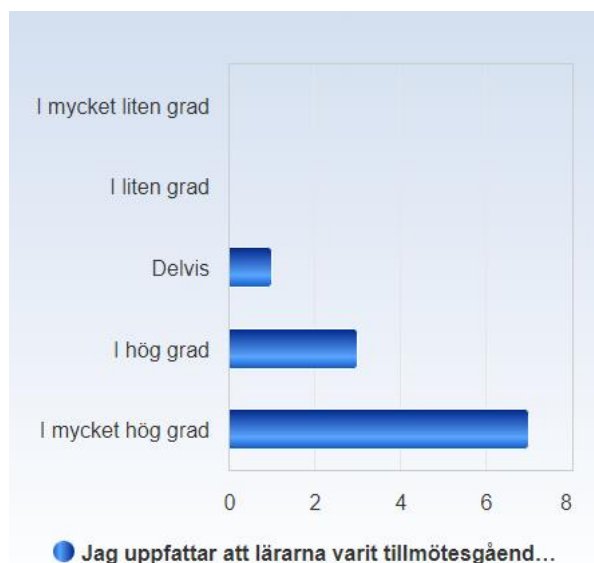 I mycket liten grad
I liten grad
Delvis
I hög grad
I mycket hög grad
0 2 4 6 8
Jag uppfattar att lärarna varit tillmötesgåend...